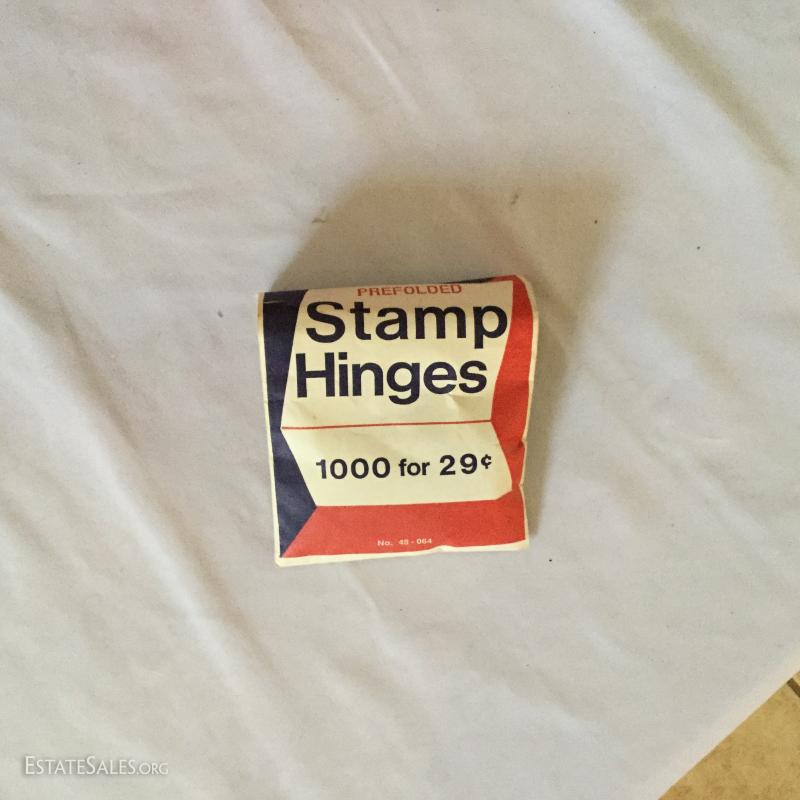 PREFOLDED
Stamp
Hinges
1000 for 29¢
No. 48-064
ESTATESALES.ORG